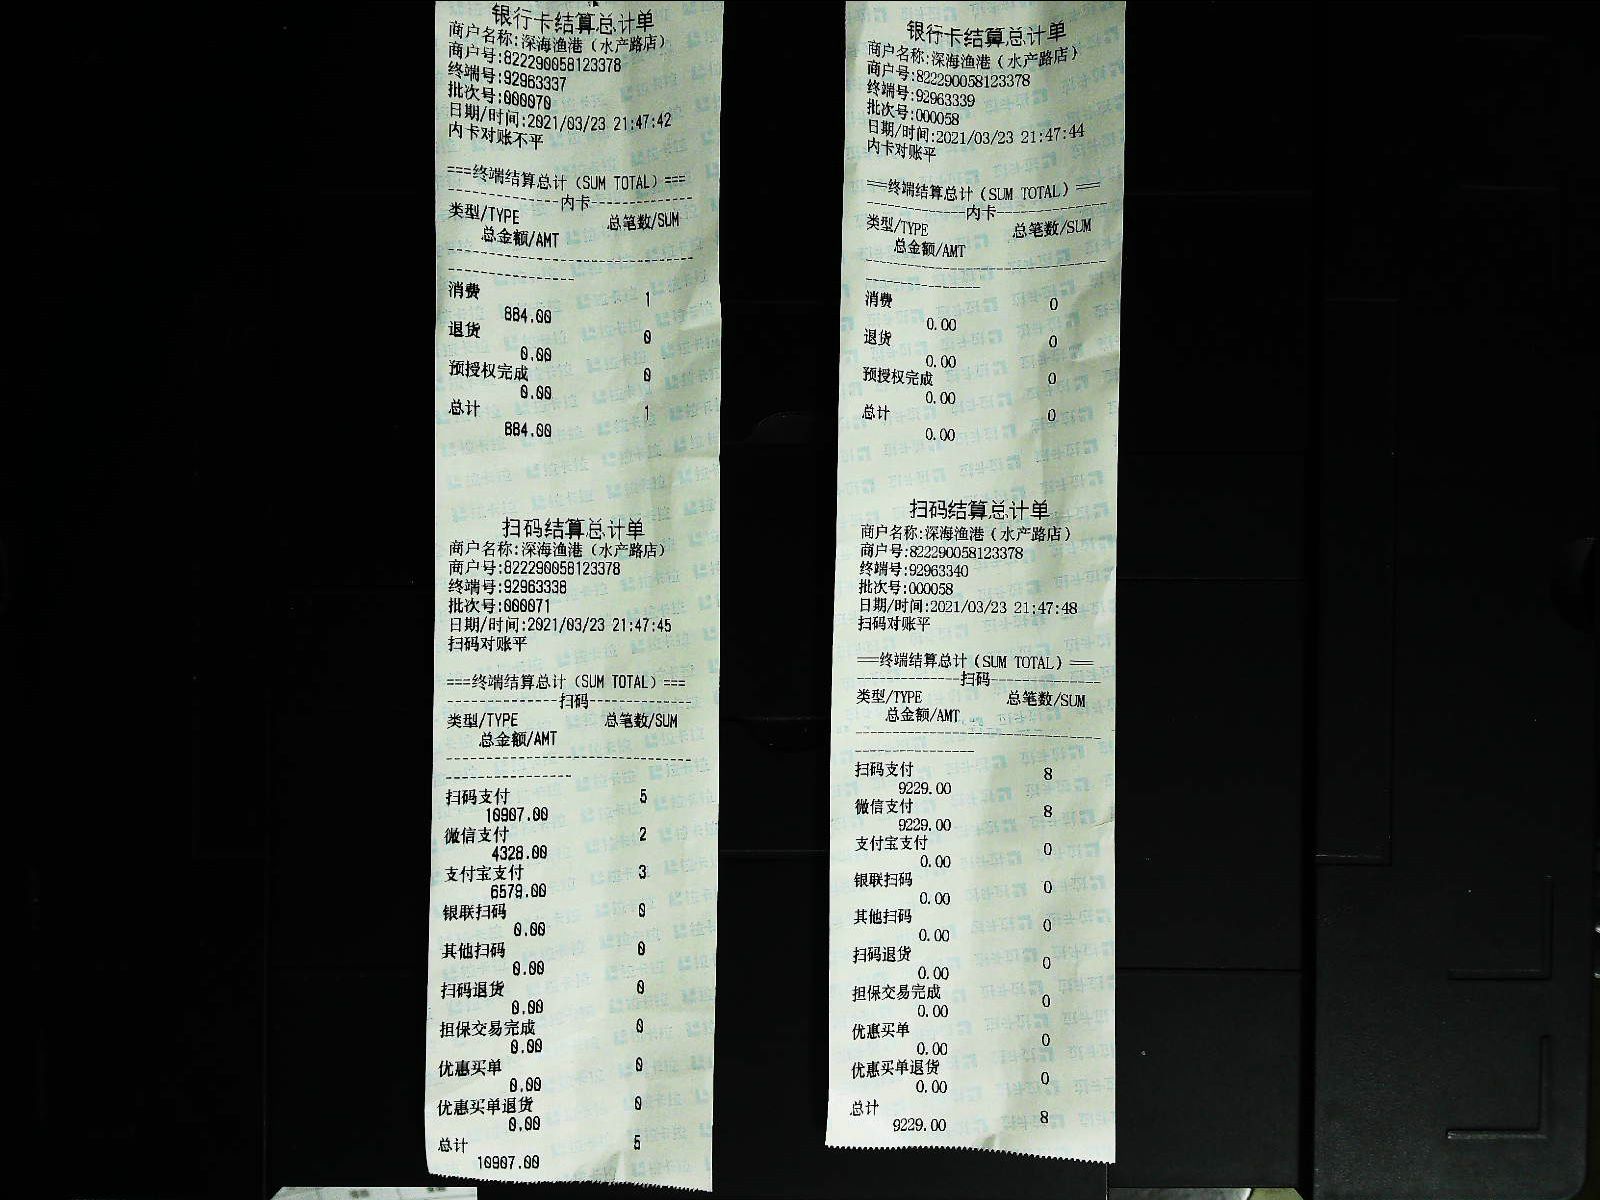 银行卡结算总计单
商户名称:深海渔港（水产路店）
商户号:822290058123378
终端号:92963337
批次号:000070
日期/时间:2021/03/23 21:47:42
内卡对账不平
===终端结算总计（SUM TOTAL）===
---------------内卡---------------
类型/TYPE 总笔数/SUM
总金额/AMT
消费 1
884.00
退货 0
0.00
预授权完成 0
0.00
总计 1
884.00
扫码结算总计单
商户名称:深海渔港（水产路店）
商户号:822290058123378
终端号:92963338
批次号:000071
日期/时间:2021/03/23 21:47:45
扫码对账平
===终端结算总计（SUM TOTAL）===
---------------扫码---------------
类型/TYPE 总笔数/SUM
总金额/AMT
扫码支付 5
10907.00
微信支付 2
4328.00
支付宝支付 3
6579.00
银联扫码 0
0.00
其他扫码 0
0.00
扫码退货 0
0.00
担保交易完成 0
0.00
优惠买单 0
0.00
优惠买单退货 0
0.00
总计 5
10907.00
银行卡结算总计单
商户名称:深海渔港（水产路店）
商户号:822290058123378
终端号:92963339
批次号:000058
日期/时间:2021/03/23 21:47:44
内卡对账平
===终端结算总计（SUM TOTAL）===
---------------内卡---------------
类型/TYPE 总笔数/SUM
总金额/AMT
消费 0
0.00
退货 0
0.00
预授权完成 0
0.00
总计 0
0.00
扫码结算总计单
商户名称:深海渔港（水产路店）
商户号:822290058123378
终端号:92963340
批次号:000058
日期/时间:2021/03/23 21:47:48
扫码对账平
===终端结算总计（SUM TOTAL）===
---------------扫码---------------
类型/TYPE 总笔数/SUM
总金额/AMT
扫码支付 8
9229.00
微信支付 8
9229.00
支付宝支付 0
0.00
银联扫码 0
0.00
其他扫码 0
0.00
扫码退货 0
0.00
担保交易完成 0
0.00
优惠买单 0
0.00
优惠买单退货 0
0.00
总计 8
9229.00